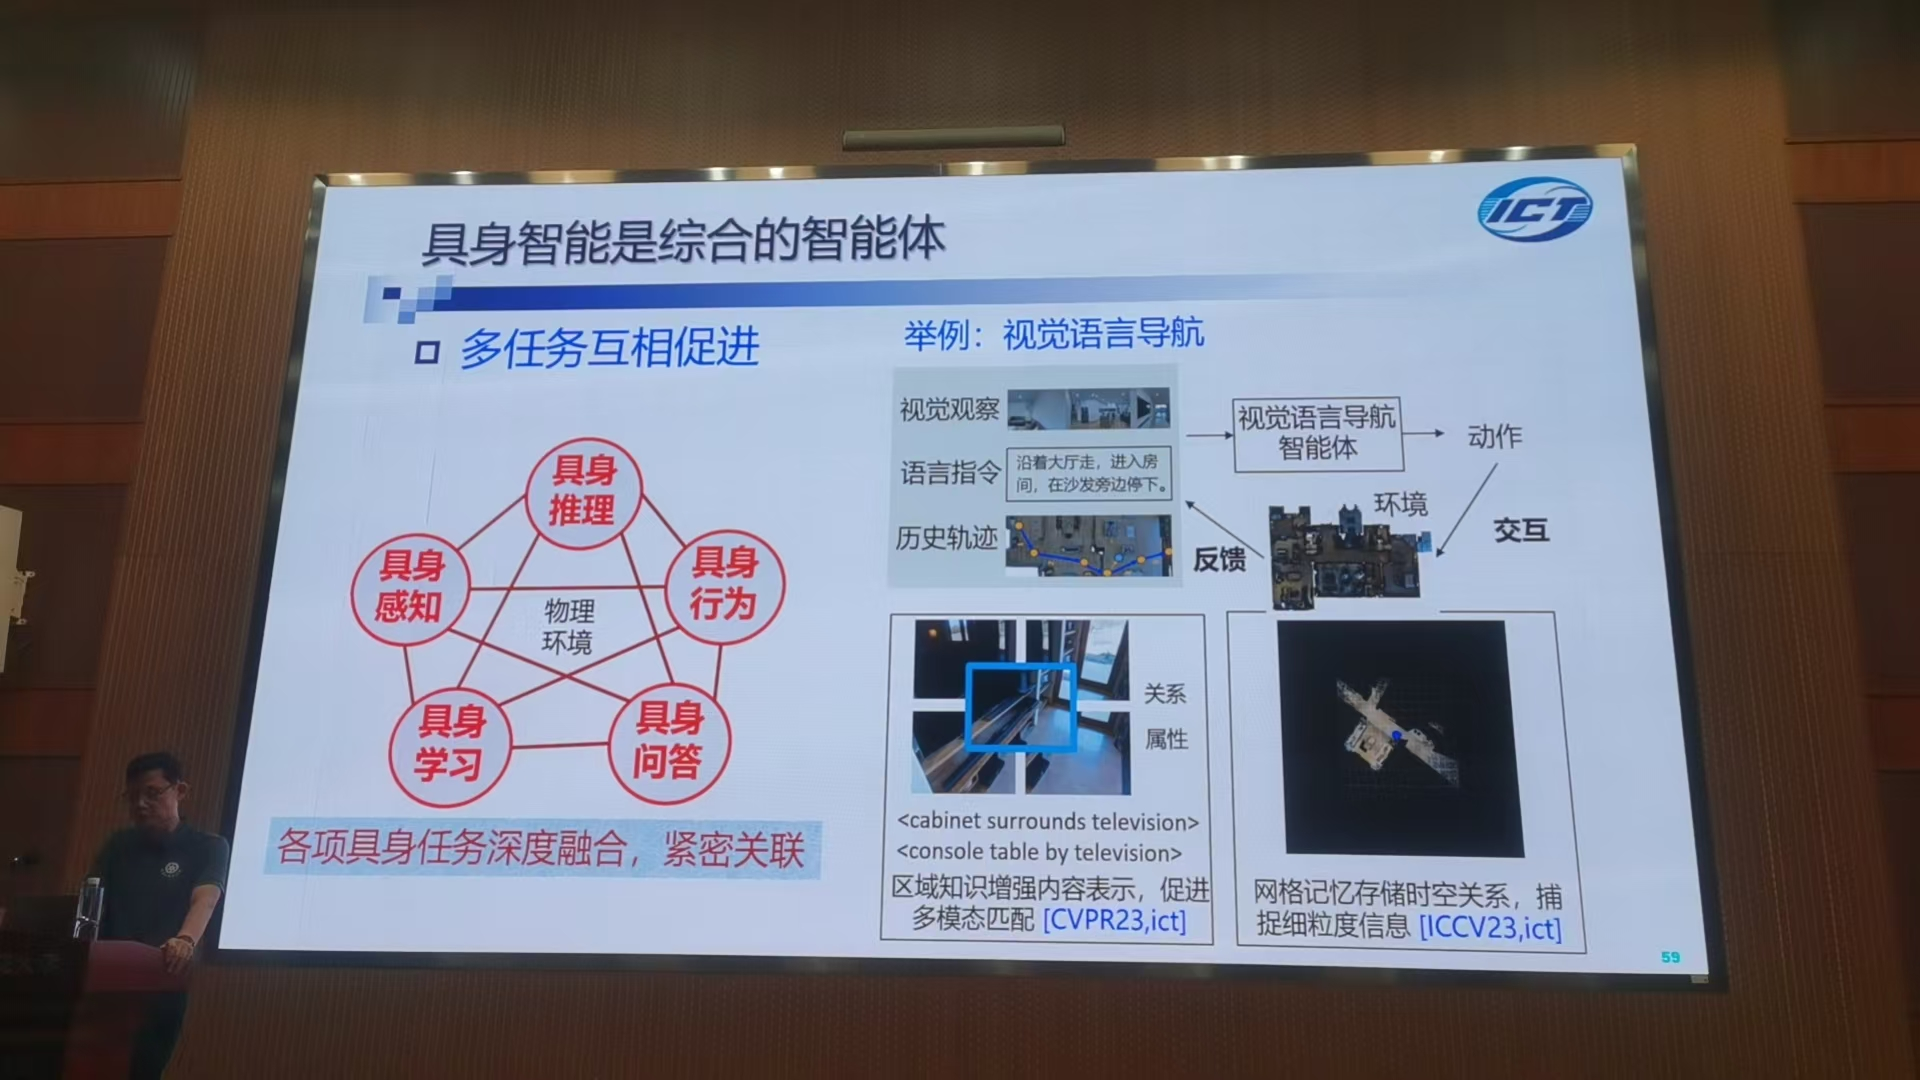 具身智能是综合的智能体
ICT
多任务互相促进
具身
推理
具身
感知
具身
行为
物理
环境
具身
学习
具身
问答
各项具身任务深度融合，紧密关联
举例：视觉语言导航
视觉观察
语言指令
沿着大厅走，进入房
间，在沙发旁边停下。
历史轨迹
视觉语言导航
智能体
动作
环境
交互
反馈
关系
属性
<cabinet surrounds television>
<console table by television>
区域知识增强内容表示，促进
多模态匹配 [CVPR23,ict]
网格记忆存储时空关系，捕
捉细粒度信息 [ICCV23,ict]
59